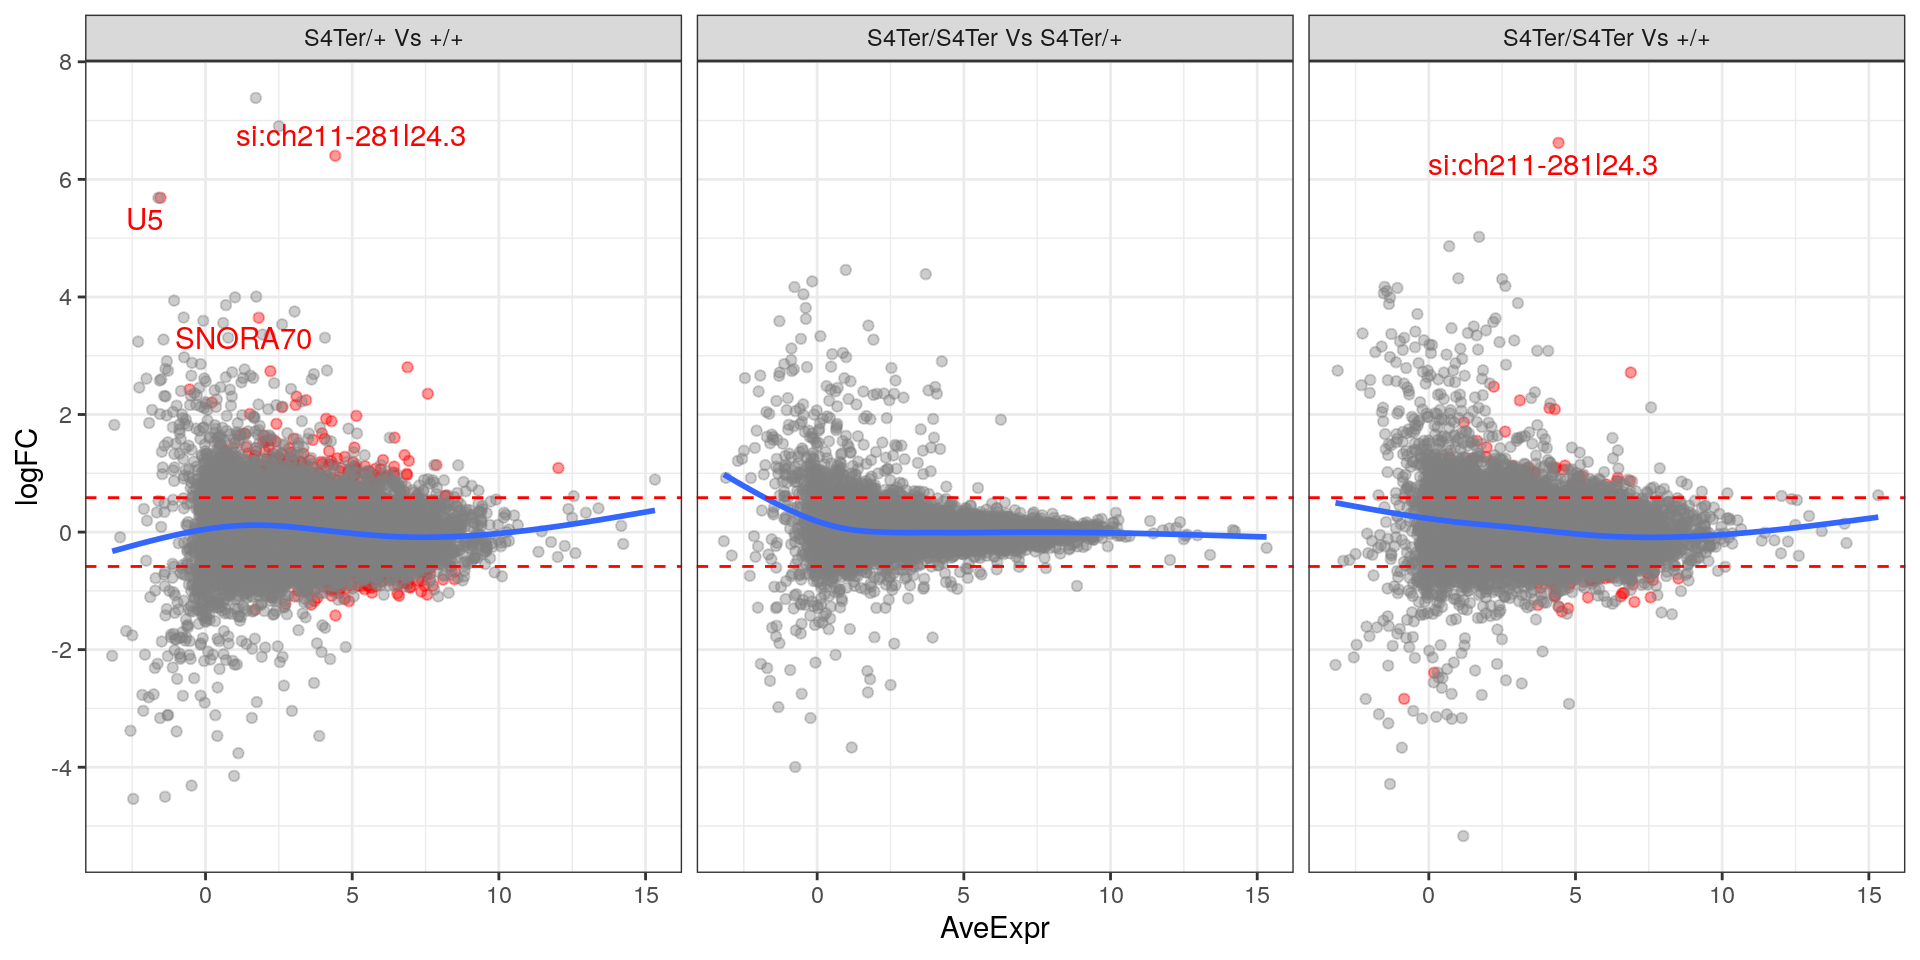 S4Ter/+ Vs +/+
S4Ter/S4Ter Vs S4Ter/+
S4Ter/S4Ter Vs +/+
8
6
4
2
0
-2
-4
logFC
si:ch211-281l24.3
U5
SNORA70
si:ch211-281l24.3
0 5 10 15
0 5 10 15
0 5 10 15
AveExpr